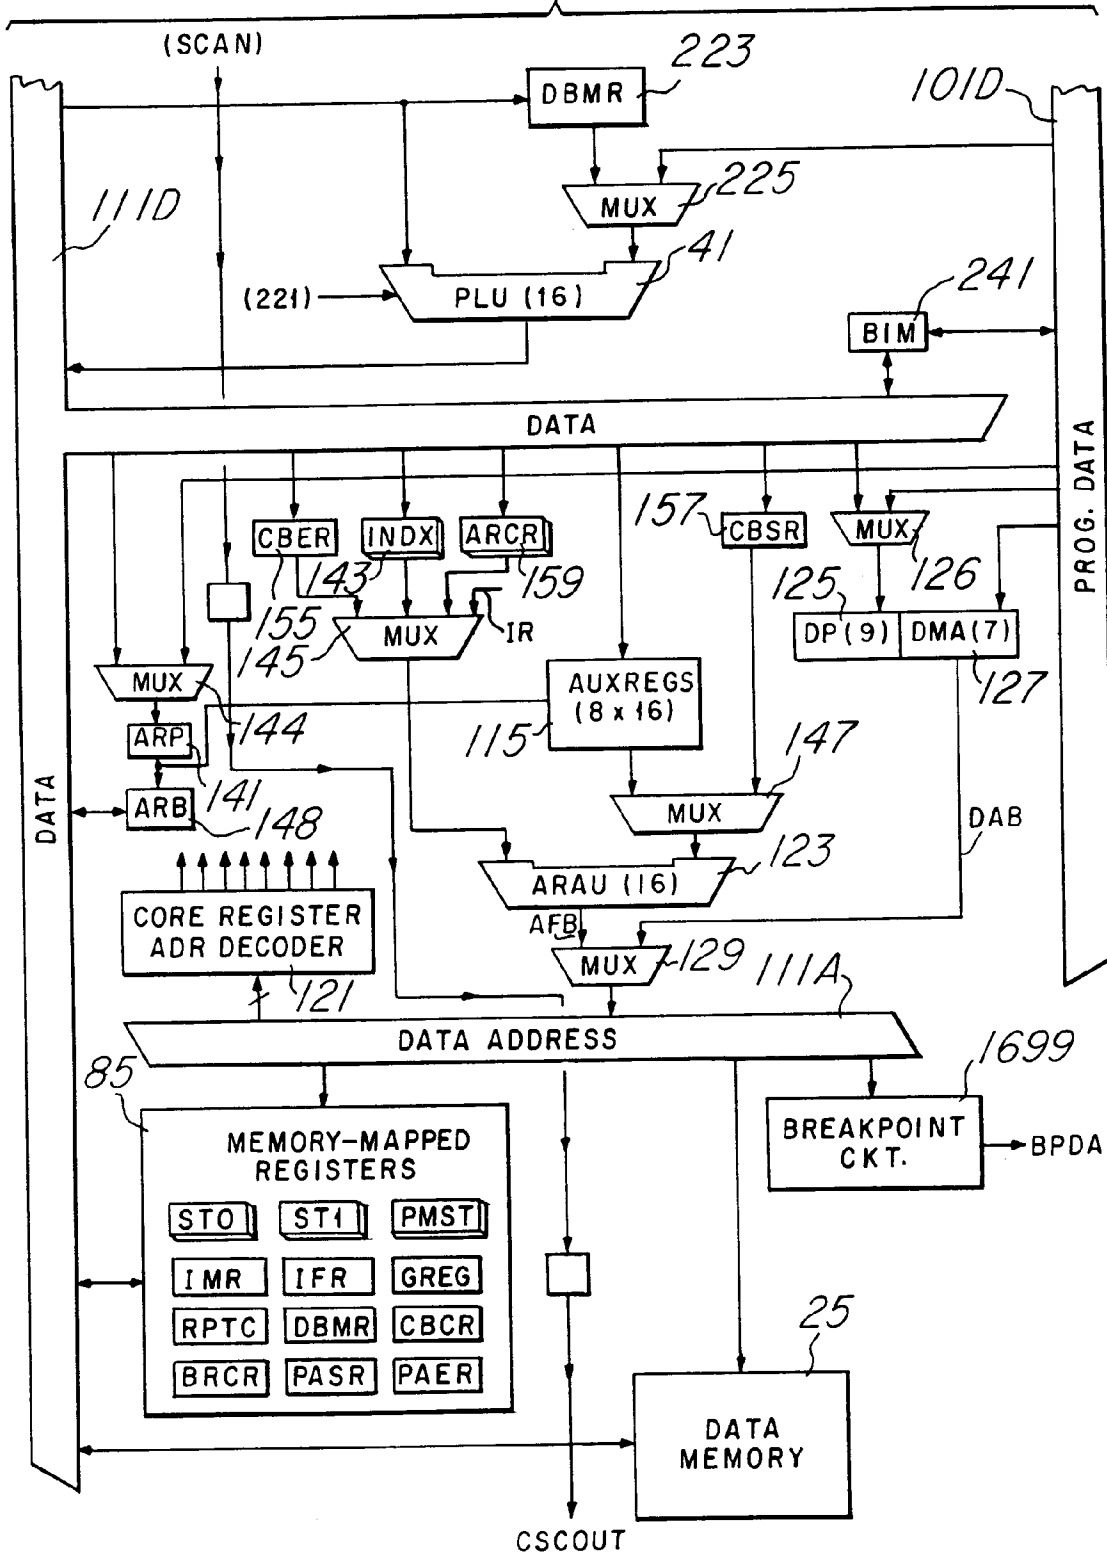 (SCAN)
223
DBMR
101D
111D
225
MUX
41
(221)
PLU (16)
241
BIM
DATA
PROG. DATA
CBER
INDX
ARCR
157
CBSR
MUX
126
143
159
155
125
IR
145
MUX
DP (9)
DMA (7)
127
MUX
144
AUXREGS
(8 x 16)
115
ARP
141
147
ARB
148
MUX
DATA
DAB
123
ARAU (16)
CORE REGISTER
ADR DECODER
121
AFB
MUX
129
111A
DATA ADDRESS
85
1699
MEMORY-MAPPED
REGISTERS
BREAKPOINT
CKT.
BPDA
ST0
ST1
PMST
IMR
IFR
GREG
RPTC
DBMR
CBCR
BRCR
PASR
PAER
25
DATA
MEMORY
CSCOUT